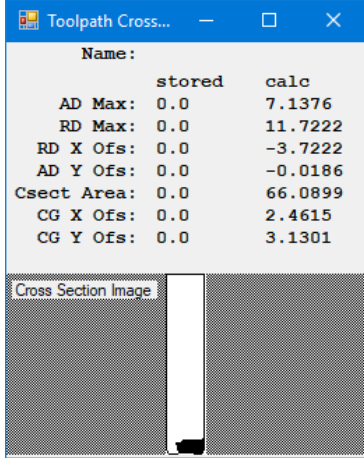 Toolpath Cross...
Name:
stored calc
AD Max: 0.0 7.1376
RD Max: 0.0 11.7222
RD X Ofs: 0.0 -3.7222
AD Y Ofs: 0.0 -0.0186
Csect Area: 0.0 66.0899
CG X Ofs: 0.0 2.4615
CG Y Ofs: 0.0 3.1301
Cross Section Image